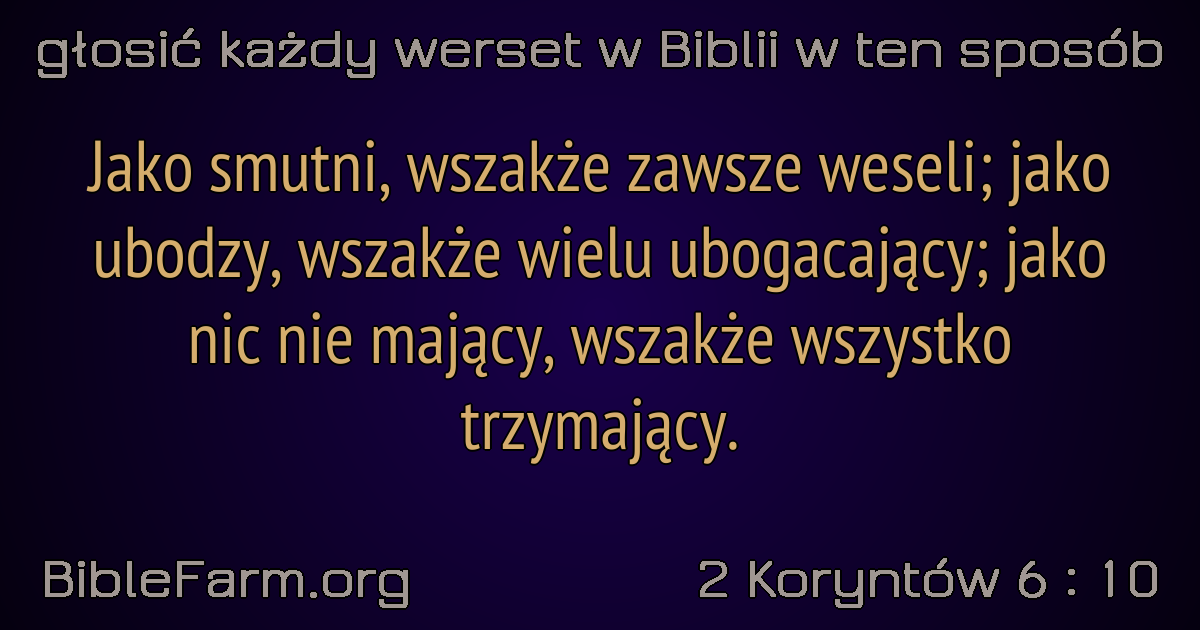 głosić każdy werset w Biblii w ten sposób
Jako smutni, wszakże zawsze weseli; jako
ubodzy, wszakże wielu ubogacający; jako
nic nie mający, wszakże wszystko
trzymający.
BibleFarm.org
2 Koryntów 6 : 10